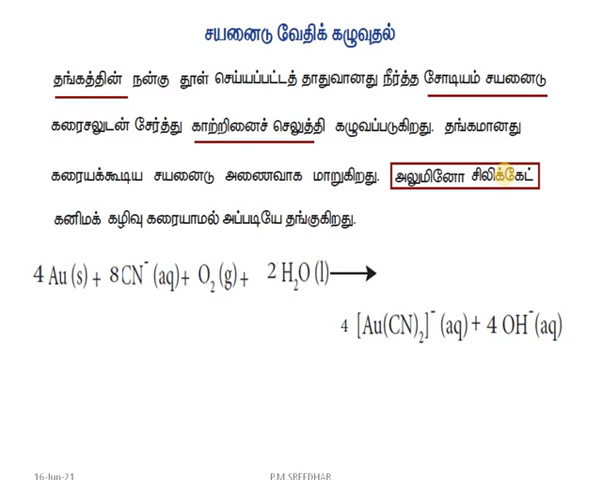 சயனைடு வேதிக் கழுவுதல்
தங்கத்தின் நன்கு தூள் செய்யப்பட்டத் தாதுவானது நீர்த்த சோடியம் சயனைடு
கரைசலுடன் சேர்த்து காற்றினைச் செலுத்தி கழுவப்படுகிறது. தங்கமானது
கரையக்கூடிய சயனைடு அணைவாக மாறுகிறது. அலுமினோ சிலிக்கேட்
கனிமக் கழிவு கரையாமல் அப்படியே தங்குகிறது.
4 Au (s) + 8CN⁻ (aq) + O₂ (g) + 2 H₂O (l) ⟶
4 [Au(CN)₂]⁻ (aq) + 4 OH⁻ (aq)
16-Jun-21 P.M.SREEDHAR